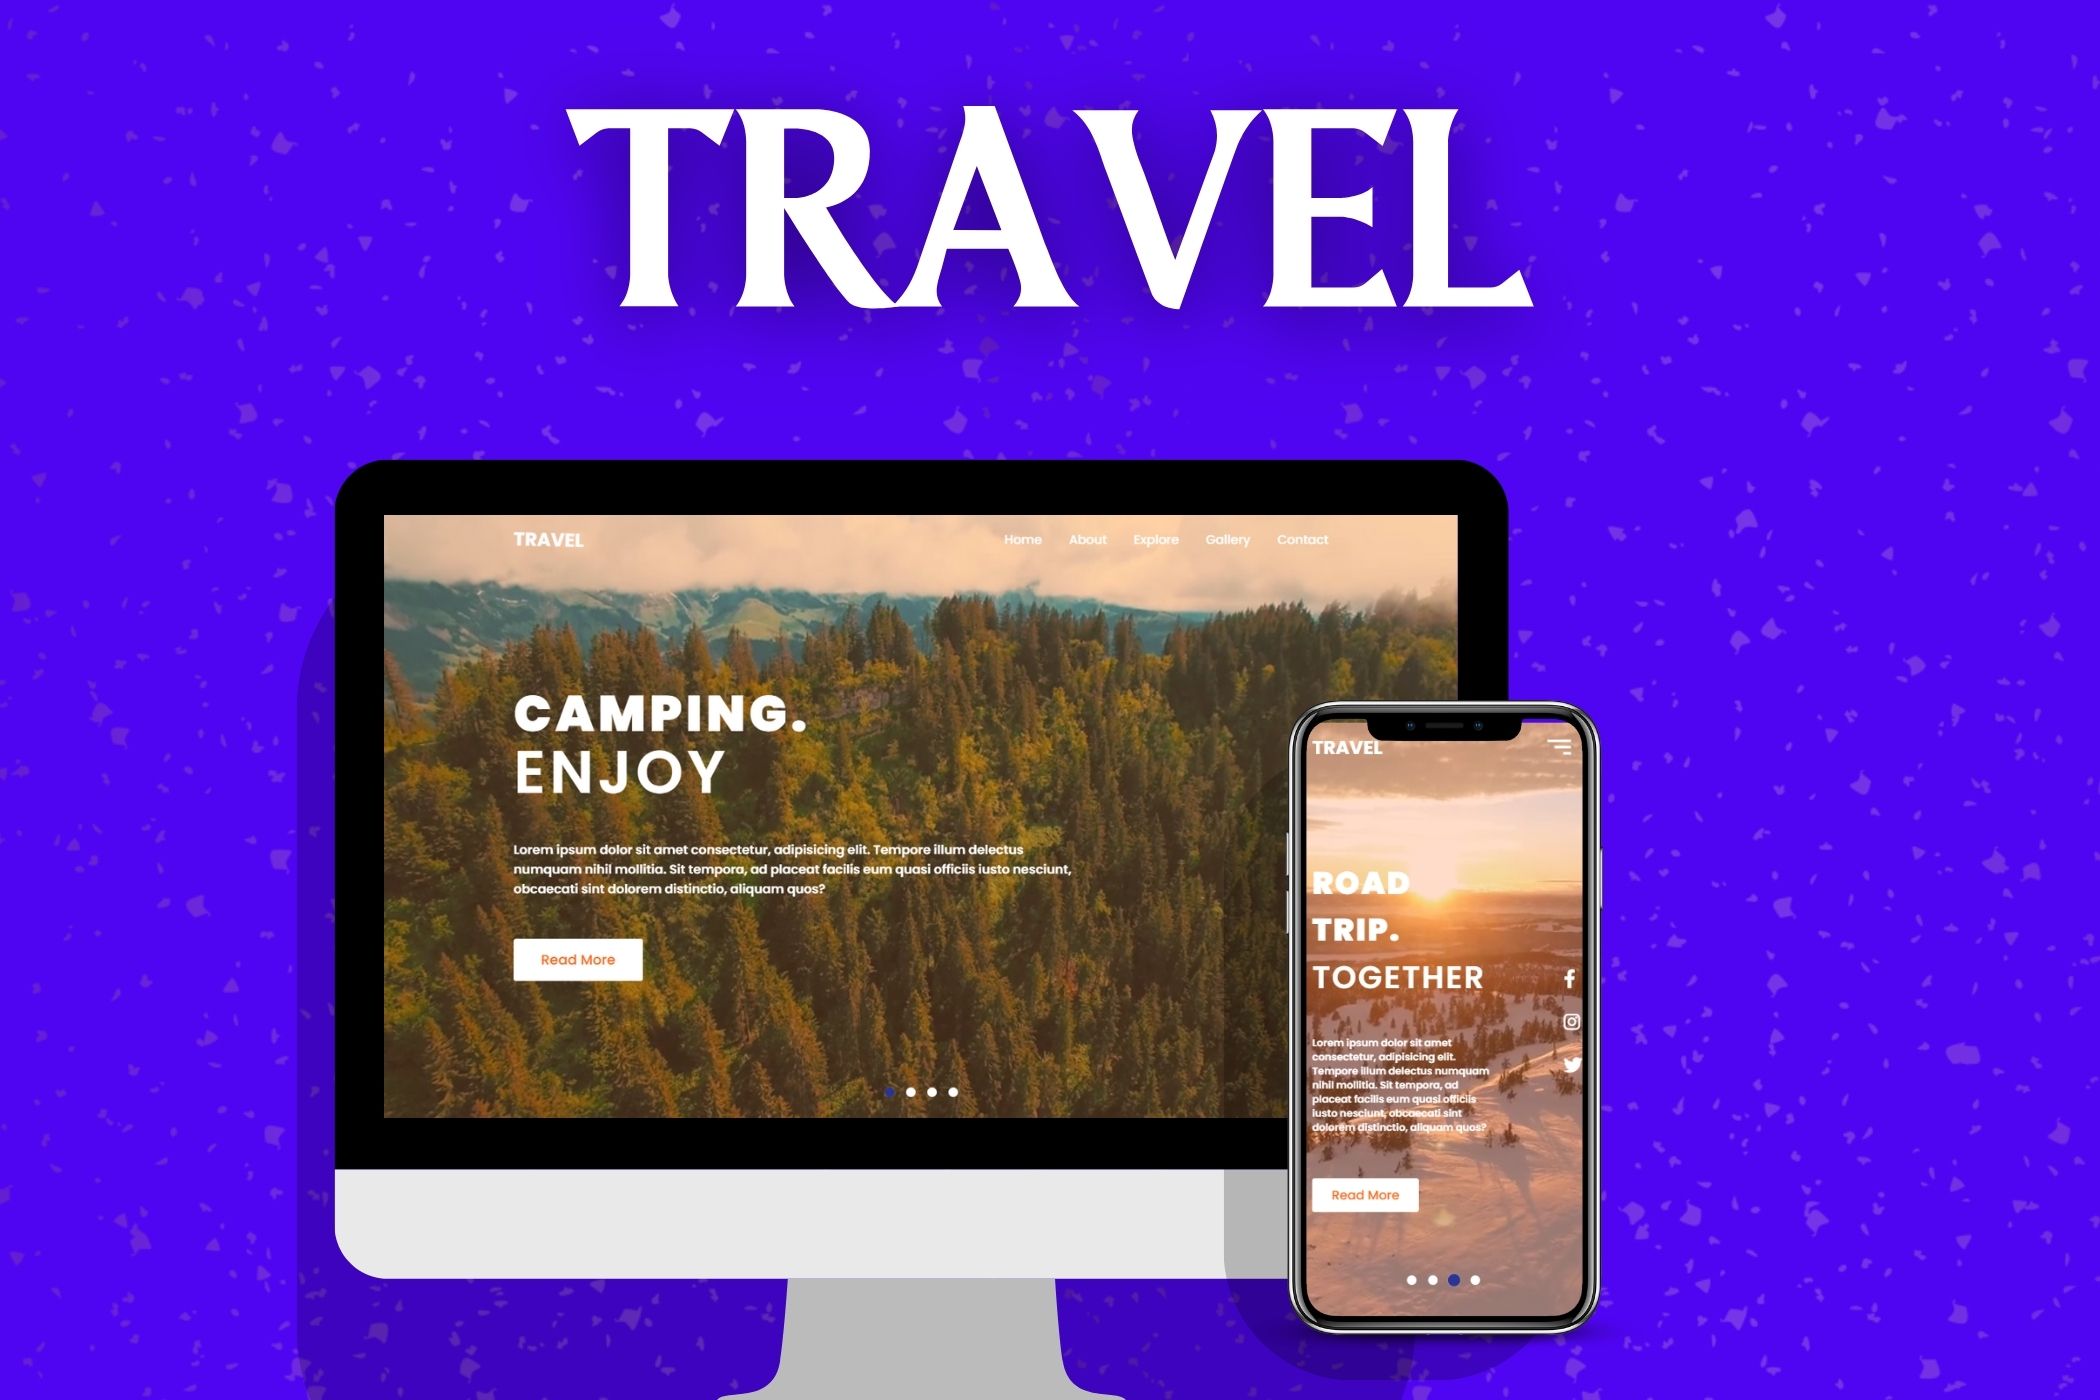 TRAVEL
TRAVEL
Home About Explore Gallery Contact
CAMPING.
ENJOY
Lorem ipsum dolor sit amet consectetur, adipisicing elit. Tempore illum delectus
numquam nihil mollitia. Sit tempora, ad placeat facilis eum quasi officiis iusto nesciunt,
obcaecati sint dolorem distinctio, aliquam quos?
Read More
TRAVEL
ROAD
TRIP.
TOGETHER
Lorem ipsum dolor sit amet
consectetur, adipisicing elit.
Tempore illum delectus numquam
nihil mollitia. Sit tempora, ad
placeat facilis eum quasi officiis
iusto nesciunt, obcaecati sint
dolorem distinctio, aliquam quos?
Read More